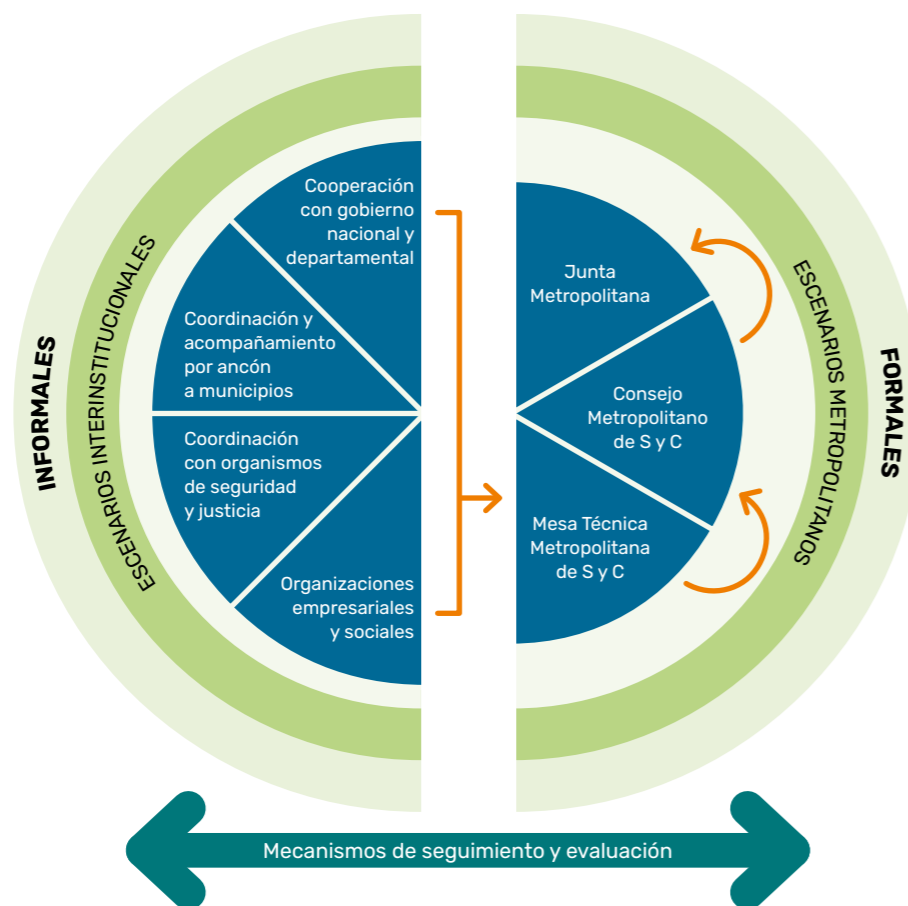 INFORMALES
ESCENARIOS INTERINSTITUCIONALES
Cooperación
con gobierno
nacional y
departamental
Coordinación y
acompañamiento
por ancón
a municipios
Coordinación
con organismos
de seguridad
y justicia
Organizaciones
empresariales
y sociales
Junta
Metropolitana
Consejo
Metropolitano
de S y C
Mesa Técnica
Metropolitana
de S y C
ESCENARIOS METROPOLITANOS
FORMALES
Mecanismos de seguimiento y evaluación